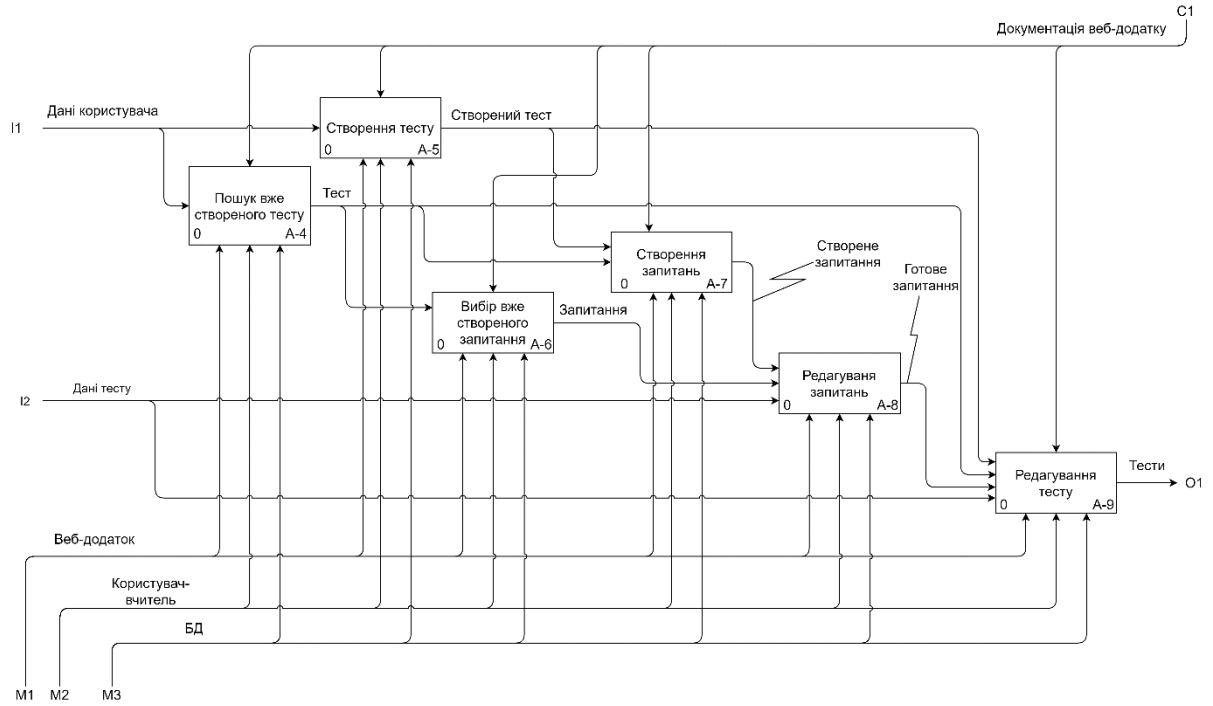 C1
Документація веб-додатку
Дані користувача
I1
Створення тесту
0
A-5
Створений тест
Пошук вже
створеного тесту
0
A-4
Тест
Створення
запитань
0
A-7
Створене
запитання
Готове
запитання
Вибір вже
створеного
запитання
0
A-6
Запитання
Дані тесту
I2
Редагуваня
запитань
0
A-8
Редагування
тесту
0
A-9
Тести
O1
Веб-додаток
Користувач-
вчитель
БД
M1
M2
M3